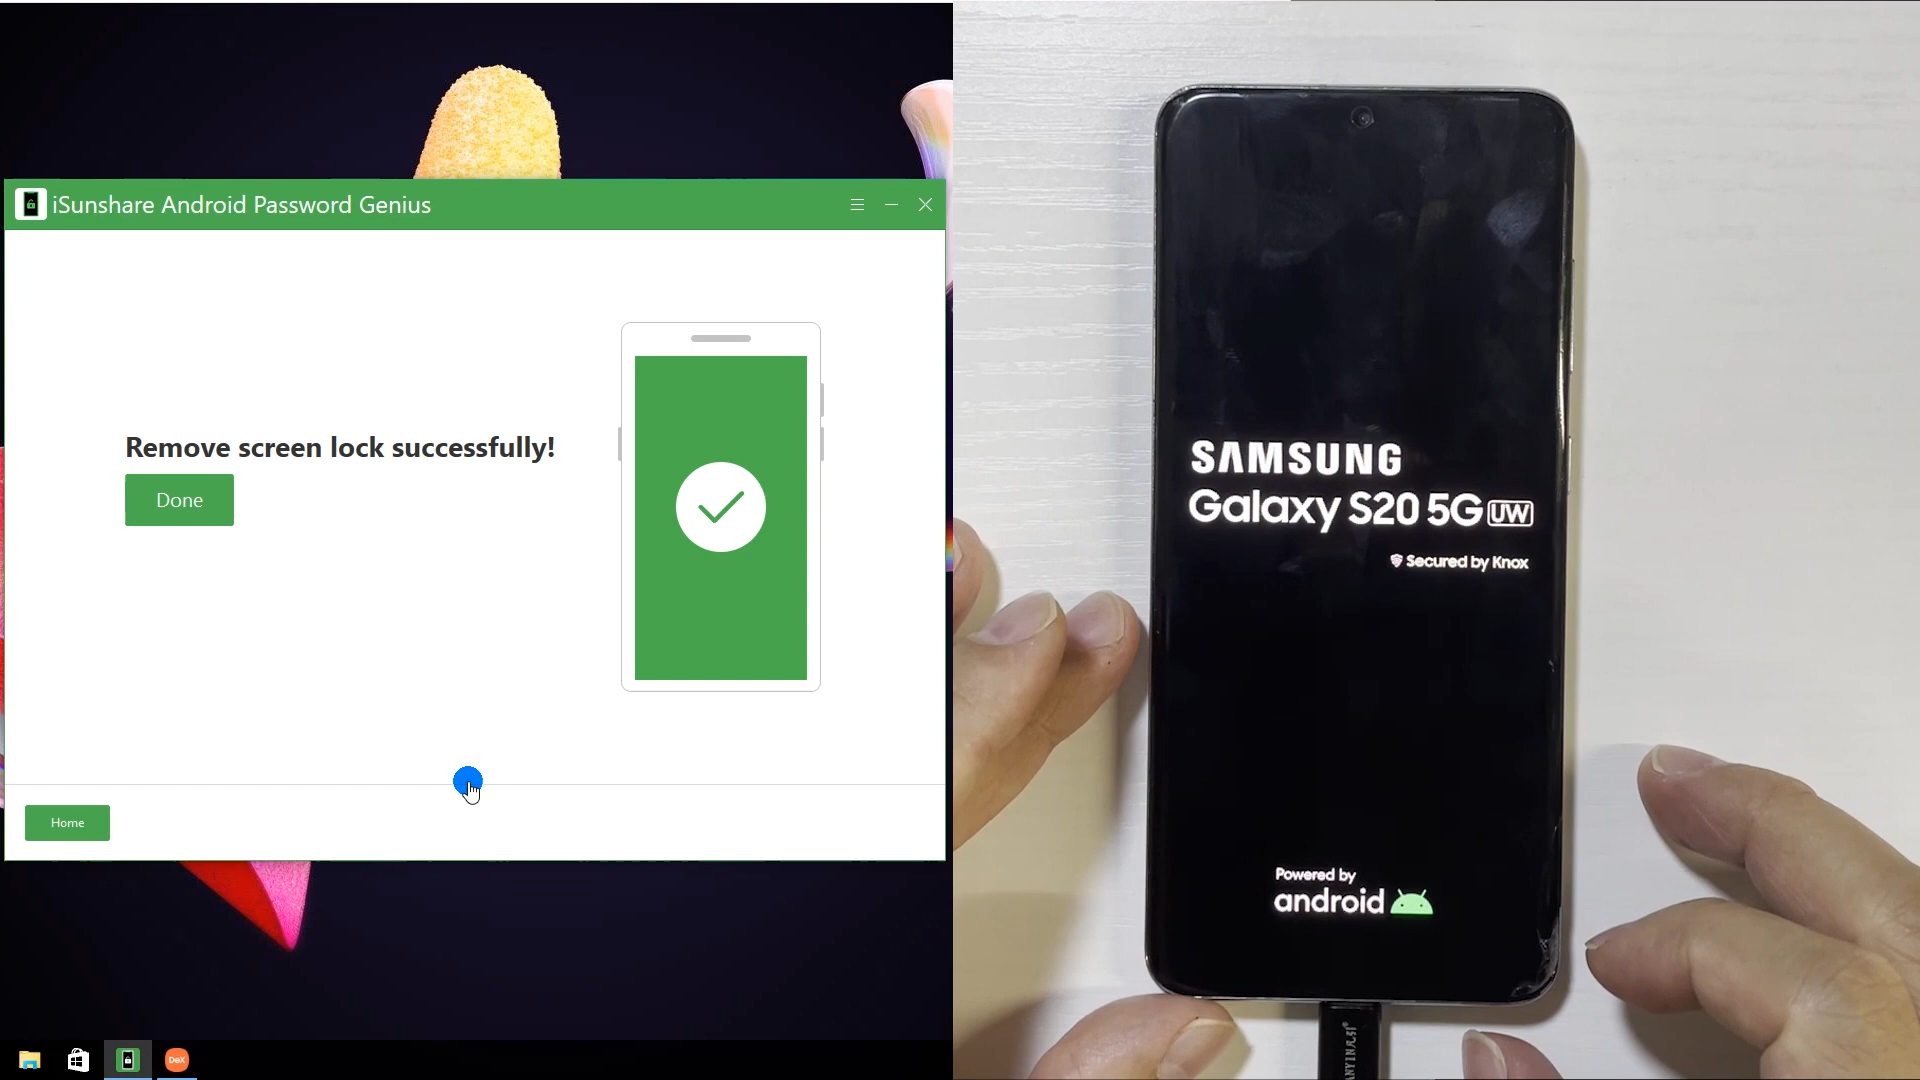 iSunshare Android Password Genius
Remove screen lock successfully!
Done
Home
DeX
SAMSUNG
Galaxy S20 5G UW
Secured by Knox
Powered by
android